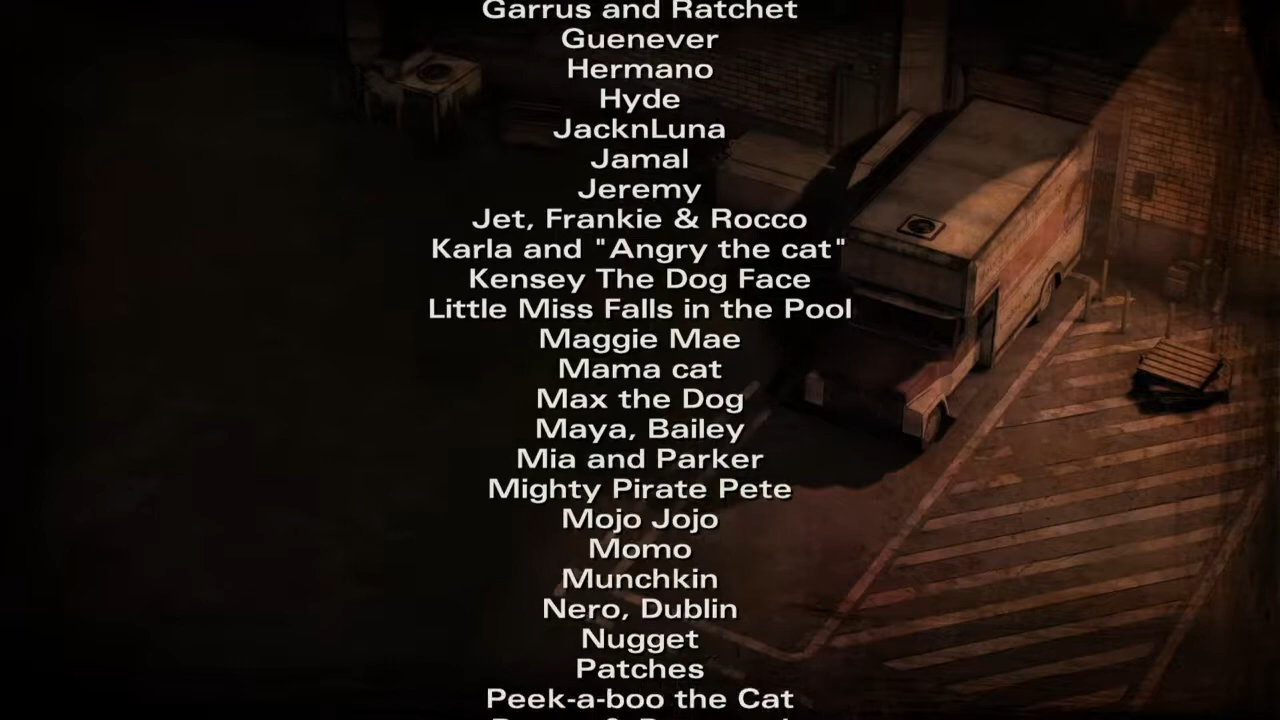 Garrus and Ratchet
Guenever
Hermano
Hyde
JacknLuna
Jamal
Jeremy
Jet, Frankie & Rocco
Karla and "Angry the cat"
Kensey The Dog Face
Little Miss Falls in the Pool
Maggie Mae
Mama cat
Max the Dog
Maya, Bailey
Mia and Parker
Mighty Pirate Pete
Mojo Jojo
Momo
Munchkin
Nero, Dublin
Nugget
Patches
Peek-a-boo the Cat